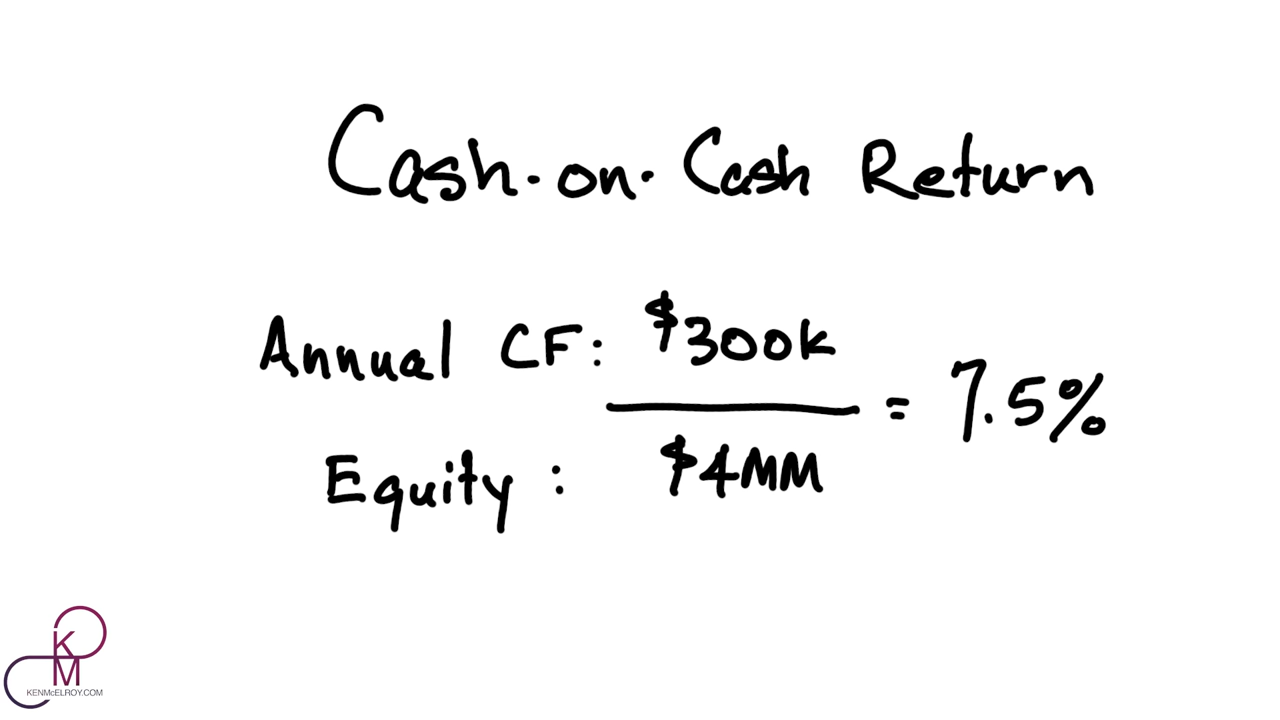 Cash-on-Cash Return
Annual CF: $300k
= 7.5%
Equity: $4MM
KM
KENMCELROY.COM